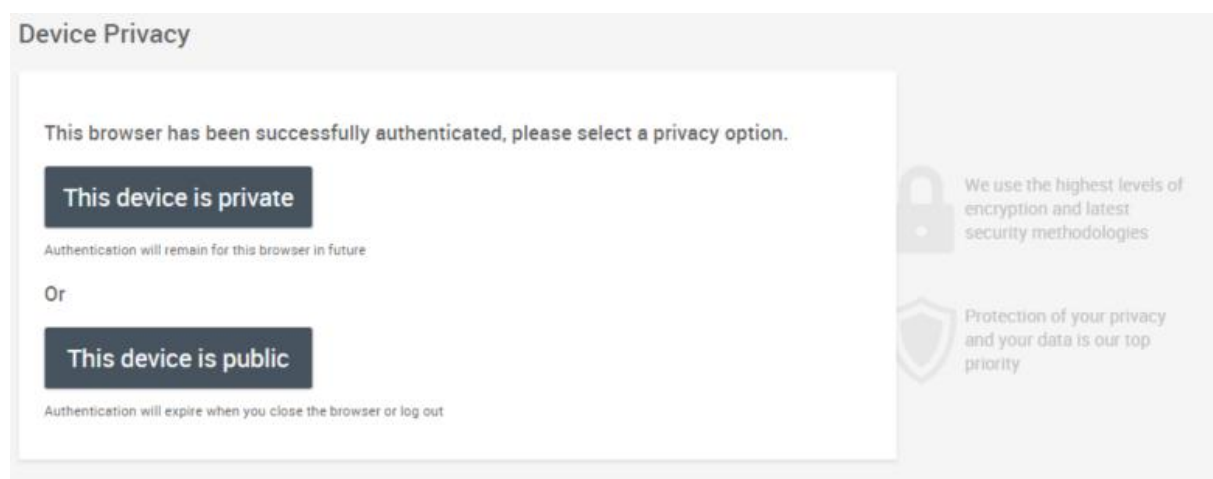 Device Privacy
This browser has been successfully authenticated, please select a privacy option.
This device is private
Authentication will remain for this browser in future
Or
This device is public
Authentication will expire when you close the browser or log out
We use the highest levels of
encryption and latest
security methodologies
Protection of your privacy
and your data is our top
priority